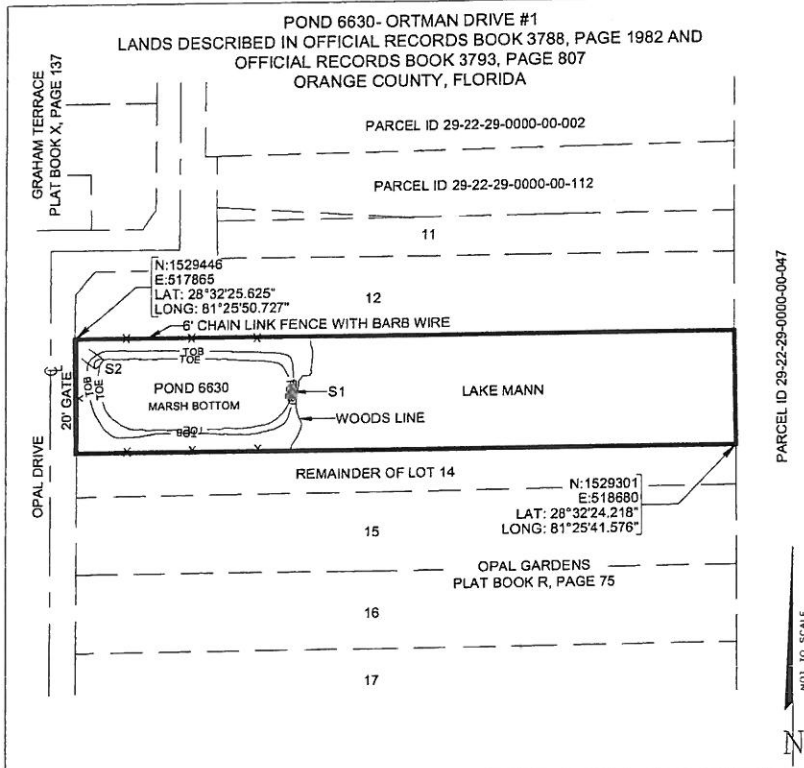 POND 6630- ORTMAN DRIVE #1
LANDS DESCRIBED IN OFFICIAL RECORDS BOOK 3788, PAGE 1982 AND
OFFICIAL RECORDS BOOK 3793, PAGE 807
ORANGE COUNTY, FLORIDA
GRAHAM TERRACE
PLAT BOOK X, PAGE 137
PARCEL ID 29-22-29-0000-00-002
PARCEL ID 29-22-29-0000-00-112
11
N:1529446
E:517865
LAT: 28°32'25.625"
LONG: 81°25'50.727"
12
6' CHAIN LINK FENCE WITH BARB WIRE
TOB
TOE
S2
TOB
TOE
POND 6630
MARSH BOTTOM
S1
LAKE MANN
WOODS LINE
TOE
TOB
20' GATE
℄
OPAL DRIVE
PARCEL ID 29-22-29-0000-00-047
REMAINDER OF LOT 14
N:1529301
E:518680
LAT: 28°32'24.218"
LONG: 81°25'41.576"
15
OPAL GARDENS
PLAT BOOK R, PAGE 75
16
17
NOT TO SCALE
N